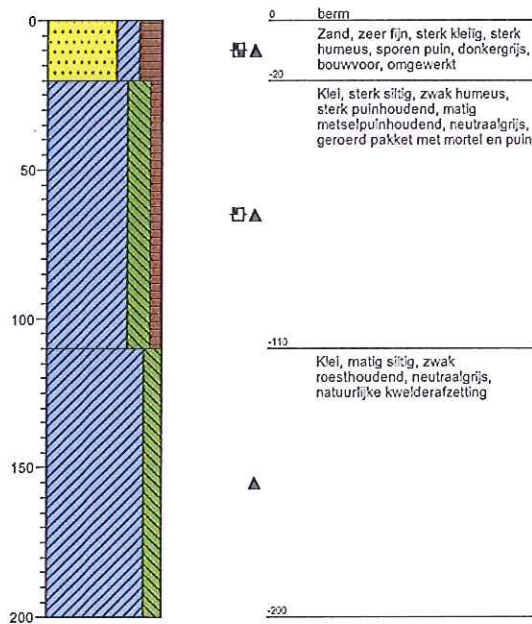 0
0
berm
Zand, zeer fijn, sterk kleiïg, sterk
humeus, sporen puin, donkergrijs,
bouwvoor, omgewerkt
-20
Klei, sterk siltig, zwak humeus,
sterk puinhoudend, matig
metselpuinhoudend, neutraalgrijs,
geroerd pakket met mortel en puin
50
100
-110
Klei, matig siltig, zwak
roesthoudend, neutraalgrijs,
natuurlijke kwelderafzetting
150
200
-200